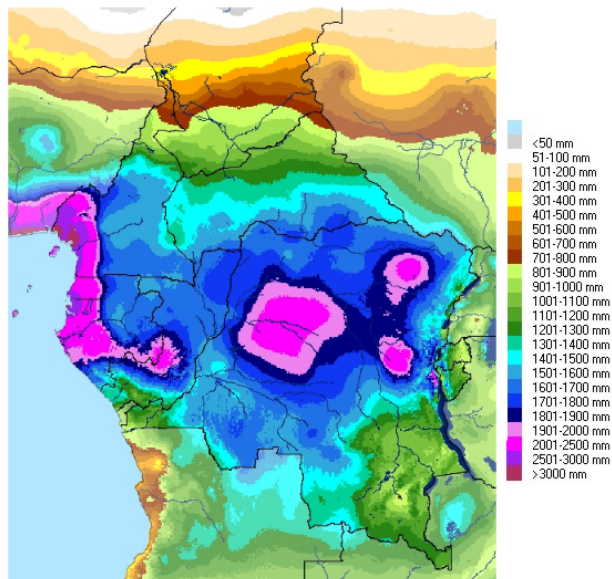 <50 mm
51-100 mm
101-200 mm
201-300 mm
301-400 mm
401-500 mm
501-600 mm
601-700 mm
701-800 mm
801-900 mm
901-1000 mm
1001-1100 mm
1101-1200 mm
1201-1300 mm
1301-1400 mm
1401-1500 mm
1501-1600 mm
1601-1700 mm
1701-1800 mm
1801-1900 mm
1901-2000 mm
2001-2500 mm
2501-3000 mm
>3000 mm